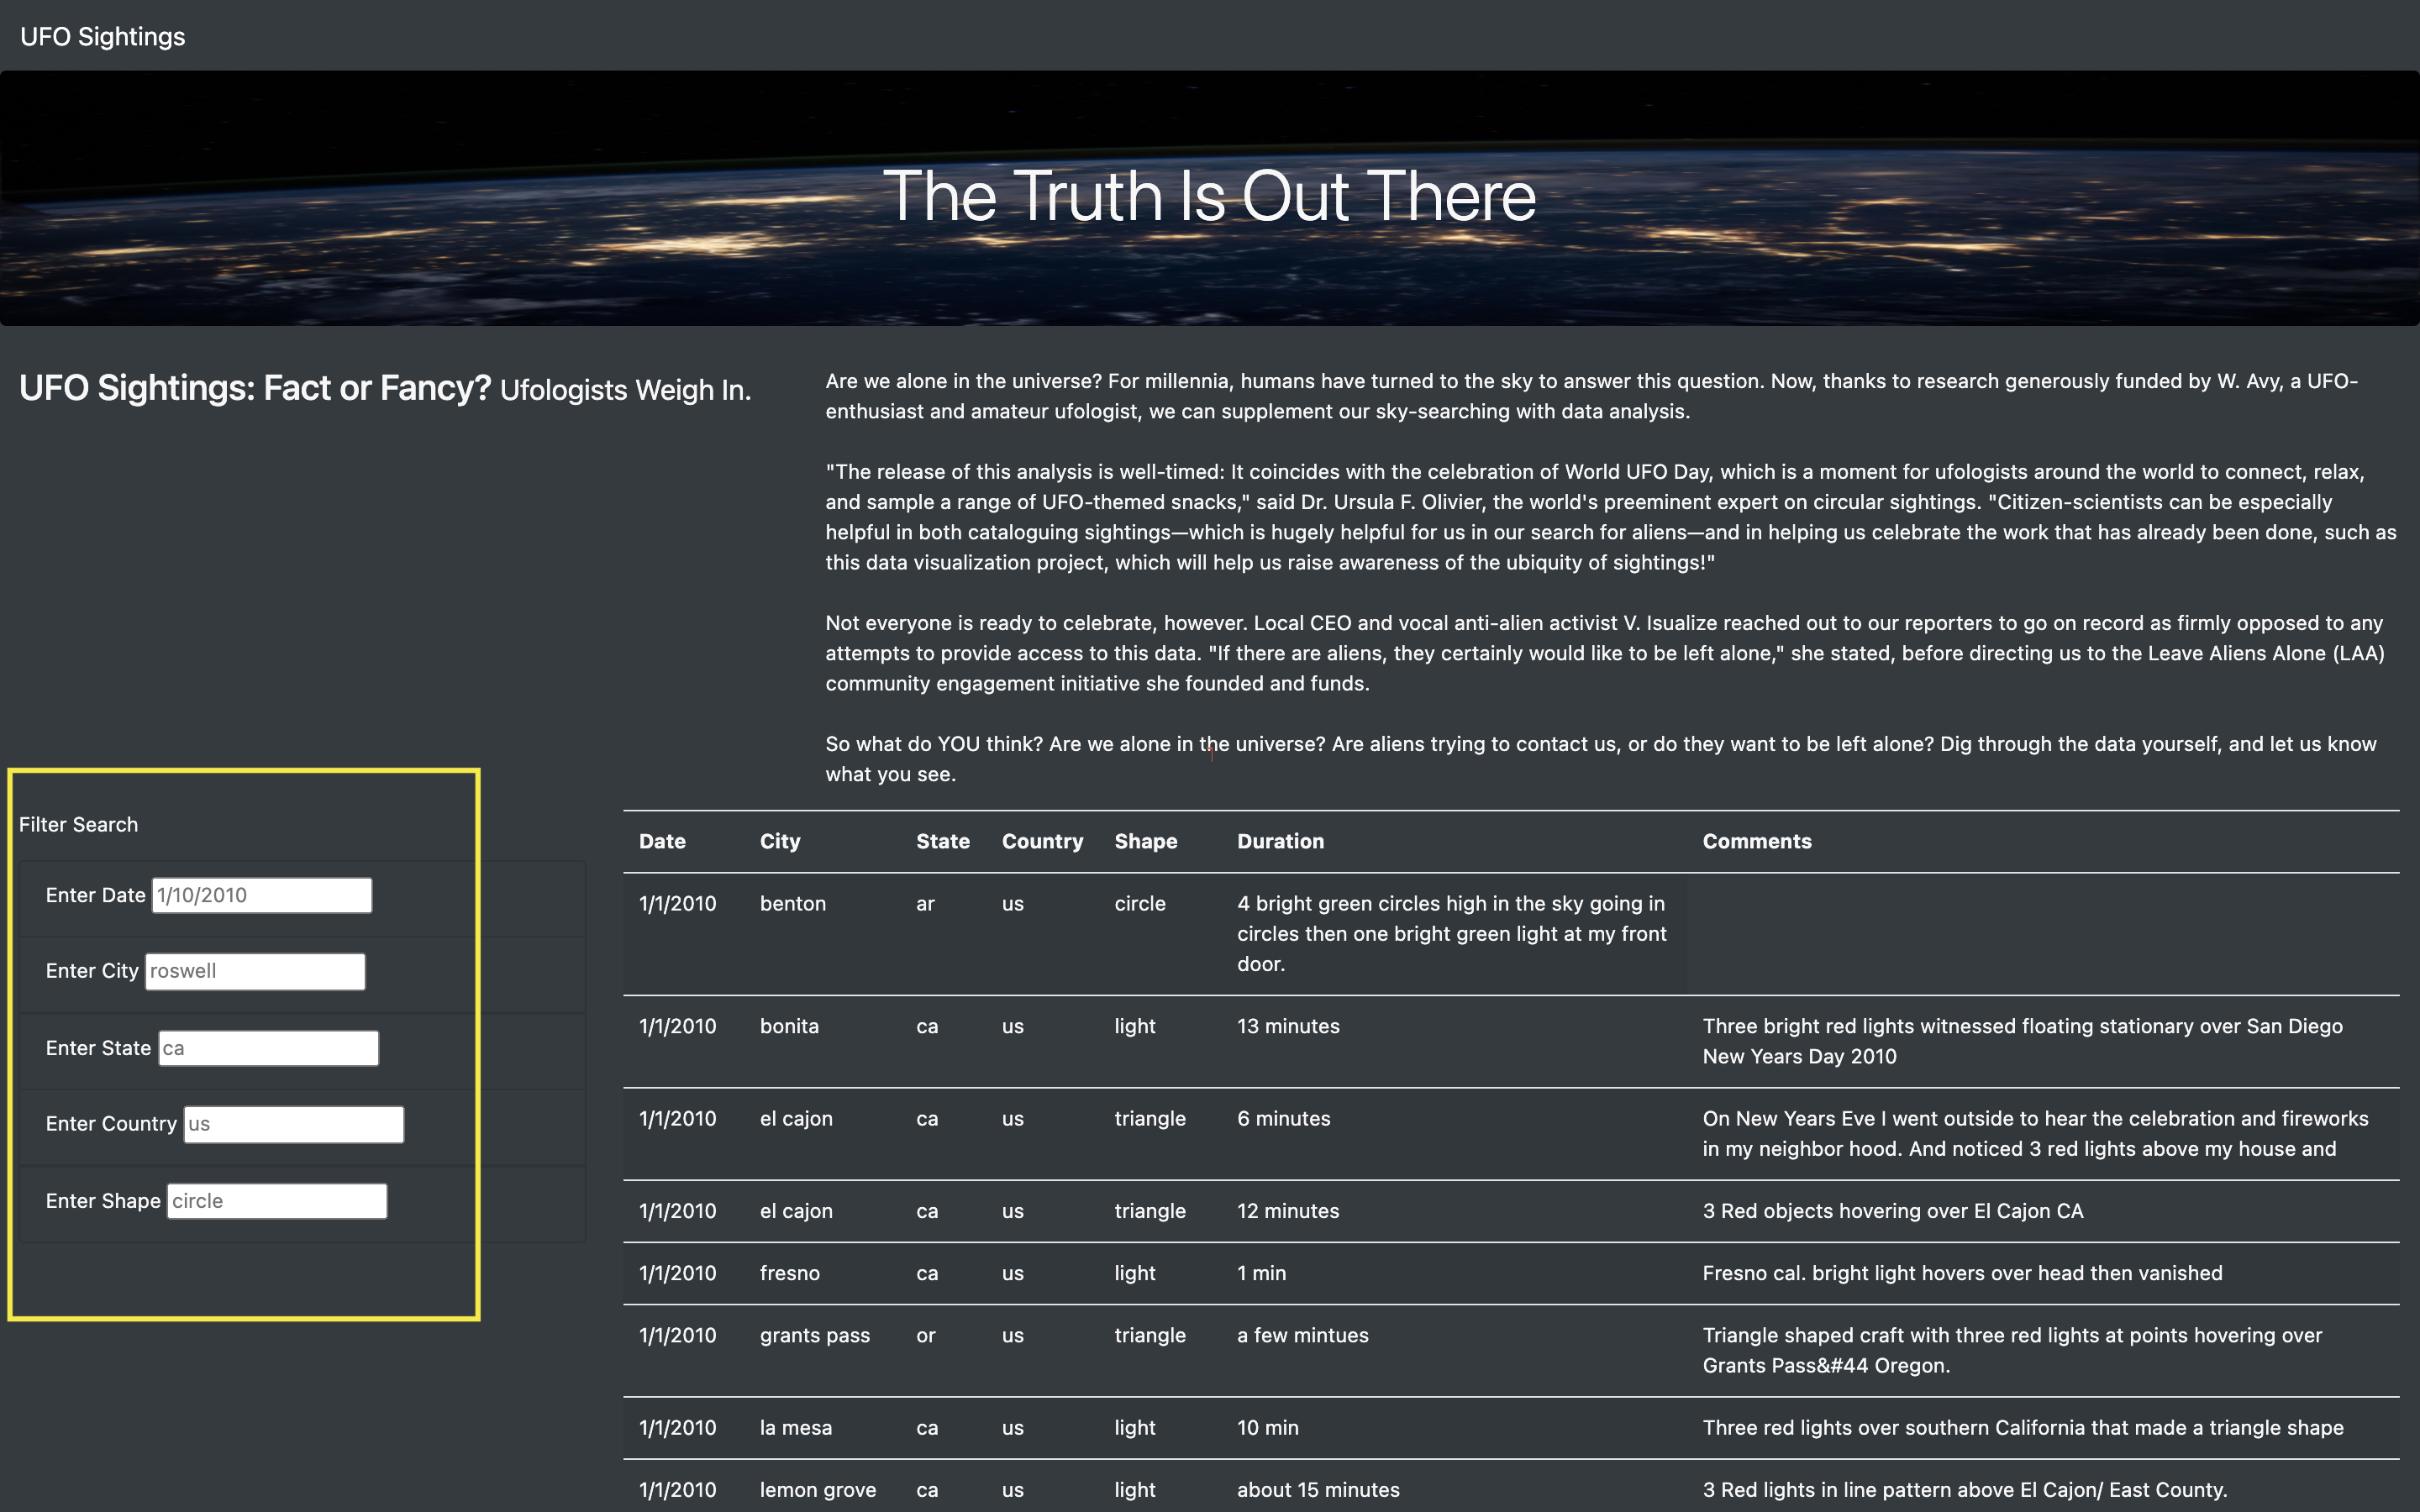 UFO Sightings
The Truth Is Out There
UFO Sightings: Fact or Fancy? Ufologists Weigh In.
Are we alone in the universe? For millennia, humans have turned to the sky to answer this question. Now, thanks to research generously funded by W. Avy, a UFO-
enthusiast and amateur ufologist, we can supplement our sky-searching with data analysis.
"The release of this analysis is well-timed: It coincides with the celebration of World UFO Day, which is a moment for ufologists around the world to connect, relax,
and sample a range of UFO-themed snacks," said Dr. Ursula F. Olivier, the world's preeminent expert on circular sightings. "Citizen-scientists can be especially
helpful in both cataloguing sightings—which is hugely helpful for us in our search for aliens—and in helping us celebrate the work that has already been done, such as
this data visualization project, which will help us raise awareness of the ubiquity of sightings!"
Not everyone is ready to celebrate, however. Local CEO and vocal anti-alien activist V. Isualize reached out to our reporters to go on record as firmly opposed to any
attempts to provide access to this data. "If there are aliens, they certainly would like to be left alone," she stated, before directing us to the Leave Aliens Alone (LAA)
community engagement initiative she founded and funds.
So what do YOU think? Are we alone in the universe? Are aliens trying to contact us, or do they want to be left alone? Dig through the data yourself, and let us know
what you see.
Filter Search
Enter Date 1/10/2010
Enter City roswell
Enter State ca
Enter Country us
Enter Shape circle
Date City State Country Shape Duration Comments
1/1/2010 benton ar us circle 4 bright green circles high in the sky going in
circles then one bright green light at my front
door.
1/1/2010 bonita ca us light 13 minutes Three bright red lights witnessed floating stationary over San Diego
New Years Day 2010
1/1/2010 el cajon ca us triangle 6 minutes On New Years Eve I went outside to hear the celebration and fireworks
in my neighbor hood. And noticed 3 red lights above my house and
1/1/2010 el cajon ca us triangle 12 minutes 3 Red objects hovering over El Cajon CA
1/1/2010 fresno ca us light 1 min Fresno cal. bright light hovers over head then vanished
1/1/2010 grants pass or us triangle a few mintues Triangle shaped craft with three red lights at points hovering over
Grants Pass&#44 Oregon.
1/1/2010 la mesa ca us light 10 min Three red lights over southern California that made a triangle shape
1/1/2010 lemon grove ca us light about 15 minutes 3 Red lights in line pattern above El Cajon/ East County.